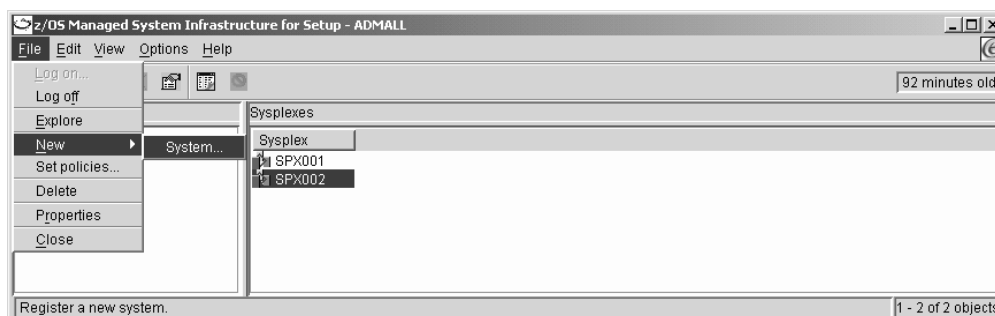 z/OS Managed System Infrastructure for Setup - ADMALL
File Edit View Options Help
92 minutes old
Log on...
Log off
Explore
New
System...
Set policies...
Delete
Properties
Close
Sysplexes
Sysplex
SPX001
SPX002
Register a new system.
1 - 2 of 2 objects